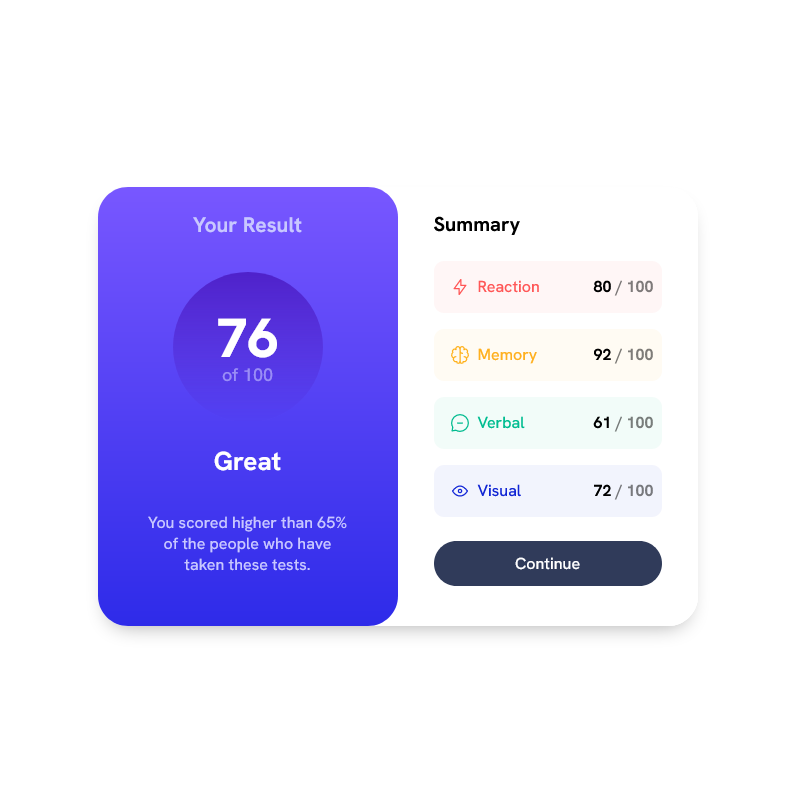 Your Result
76
of 100
Great
You scored higher than 65%
of the people who have
taken these tests.
Summary
Reaction 80 / 100
Memory 92 / 100
Verbal 61 / 100
Visual 72 / 100
Continue